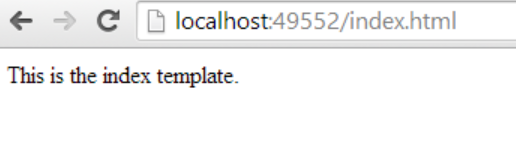 localhost:49552/index.html
This is the index template.